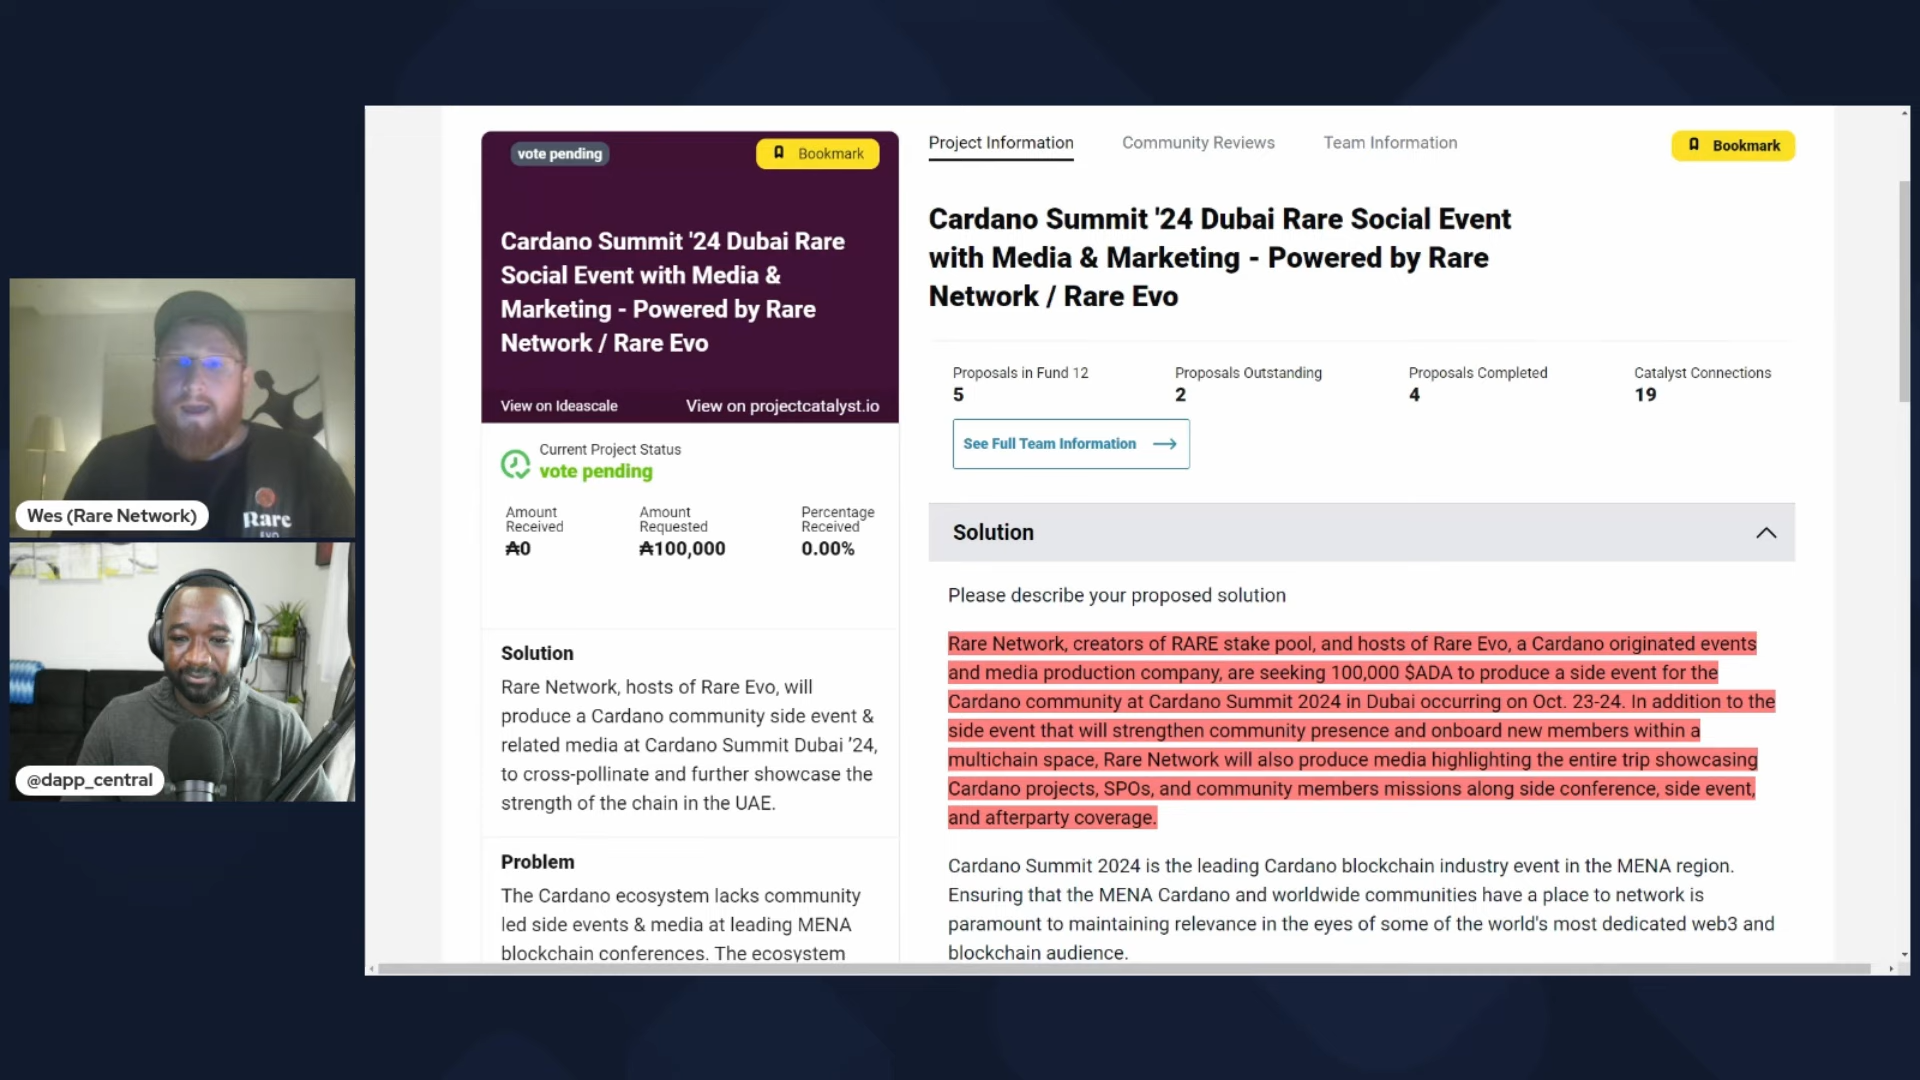 vote pending
Bookmark
Cardano Summit '24 Dubai Rare
Social Event with Media &
Marketing - Powered by Rare
Network / Rare Evo
View on Ideascale
View on projectcatalyst.io
Current Project Status
vote pending
Amount
Received
₳0
Amount
Requested
₳100,000
Percentage
Received
0.00%
Solution
Rare Network, hosts of Rare Evo, will
produce a Cardano community side event &
related media at Cardano Summit Dubai '24,
to cross-pollinate and further showcase the
strength of the chain in the UAE.
Problem
The Cardano ecosystem lacks community
led side events & media at leading MENA
blockchain conferences. The ecosystem
Project Information
Community Reviews
Team Information
Bookmark
Cardano Summit '24 Dubai Rare Social Event
with Media & Marketing - Powered by Rare
Network / Rare Evo
Proposals in Fund 12
5
Proposals Outstanding
2
Proposals Completed
4
Catalyst Connections
19
See Full Team Information
Solution
Please describe your proposed solution
Rare Network, creators of RARE stake pool, and hosts of Rare Evo, a Cardano originated events
and media production company, are seeking 100,000 $ADA to produce a side event for the
Cardano community at Cardano Summit 2024 in Dubai occurring on Oct. 23-24. In addition to the
side event that will strengthen community presence and onboard new members within a
multichain space, Rare Network will also produce media highlighting the entire trip showcasing
Cardano projects, SPOs, and community members missions along side conference, side event,
and afterparty coverage.
Cardano Summit 2024 is the leading Cardano blockchain industry event in the MENA region.
Ensuring that the MENA Cardano and worldwide communities have a place to network is
paramount to maintaining relevance in the eyes of some of the world's most dedicated web3 and
blockchain audience.
Wes (Rare Network)
Rare
EVO
@dapp_central